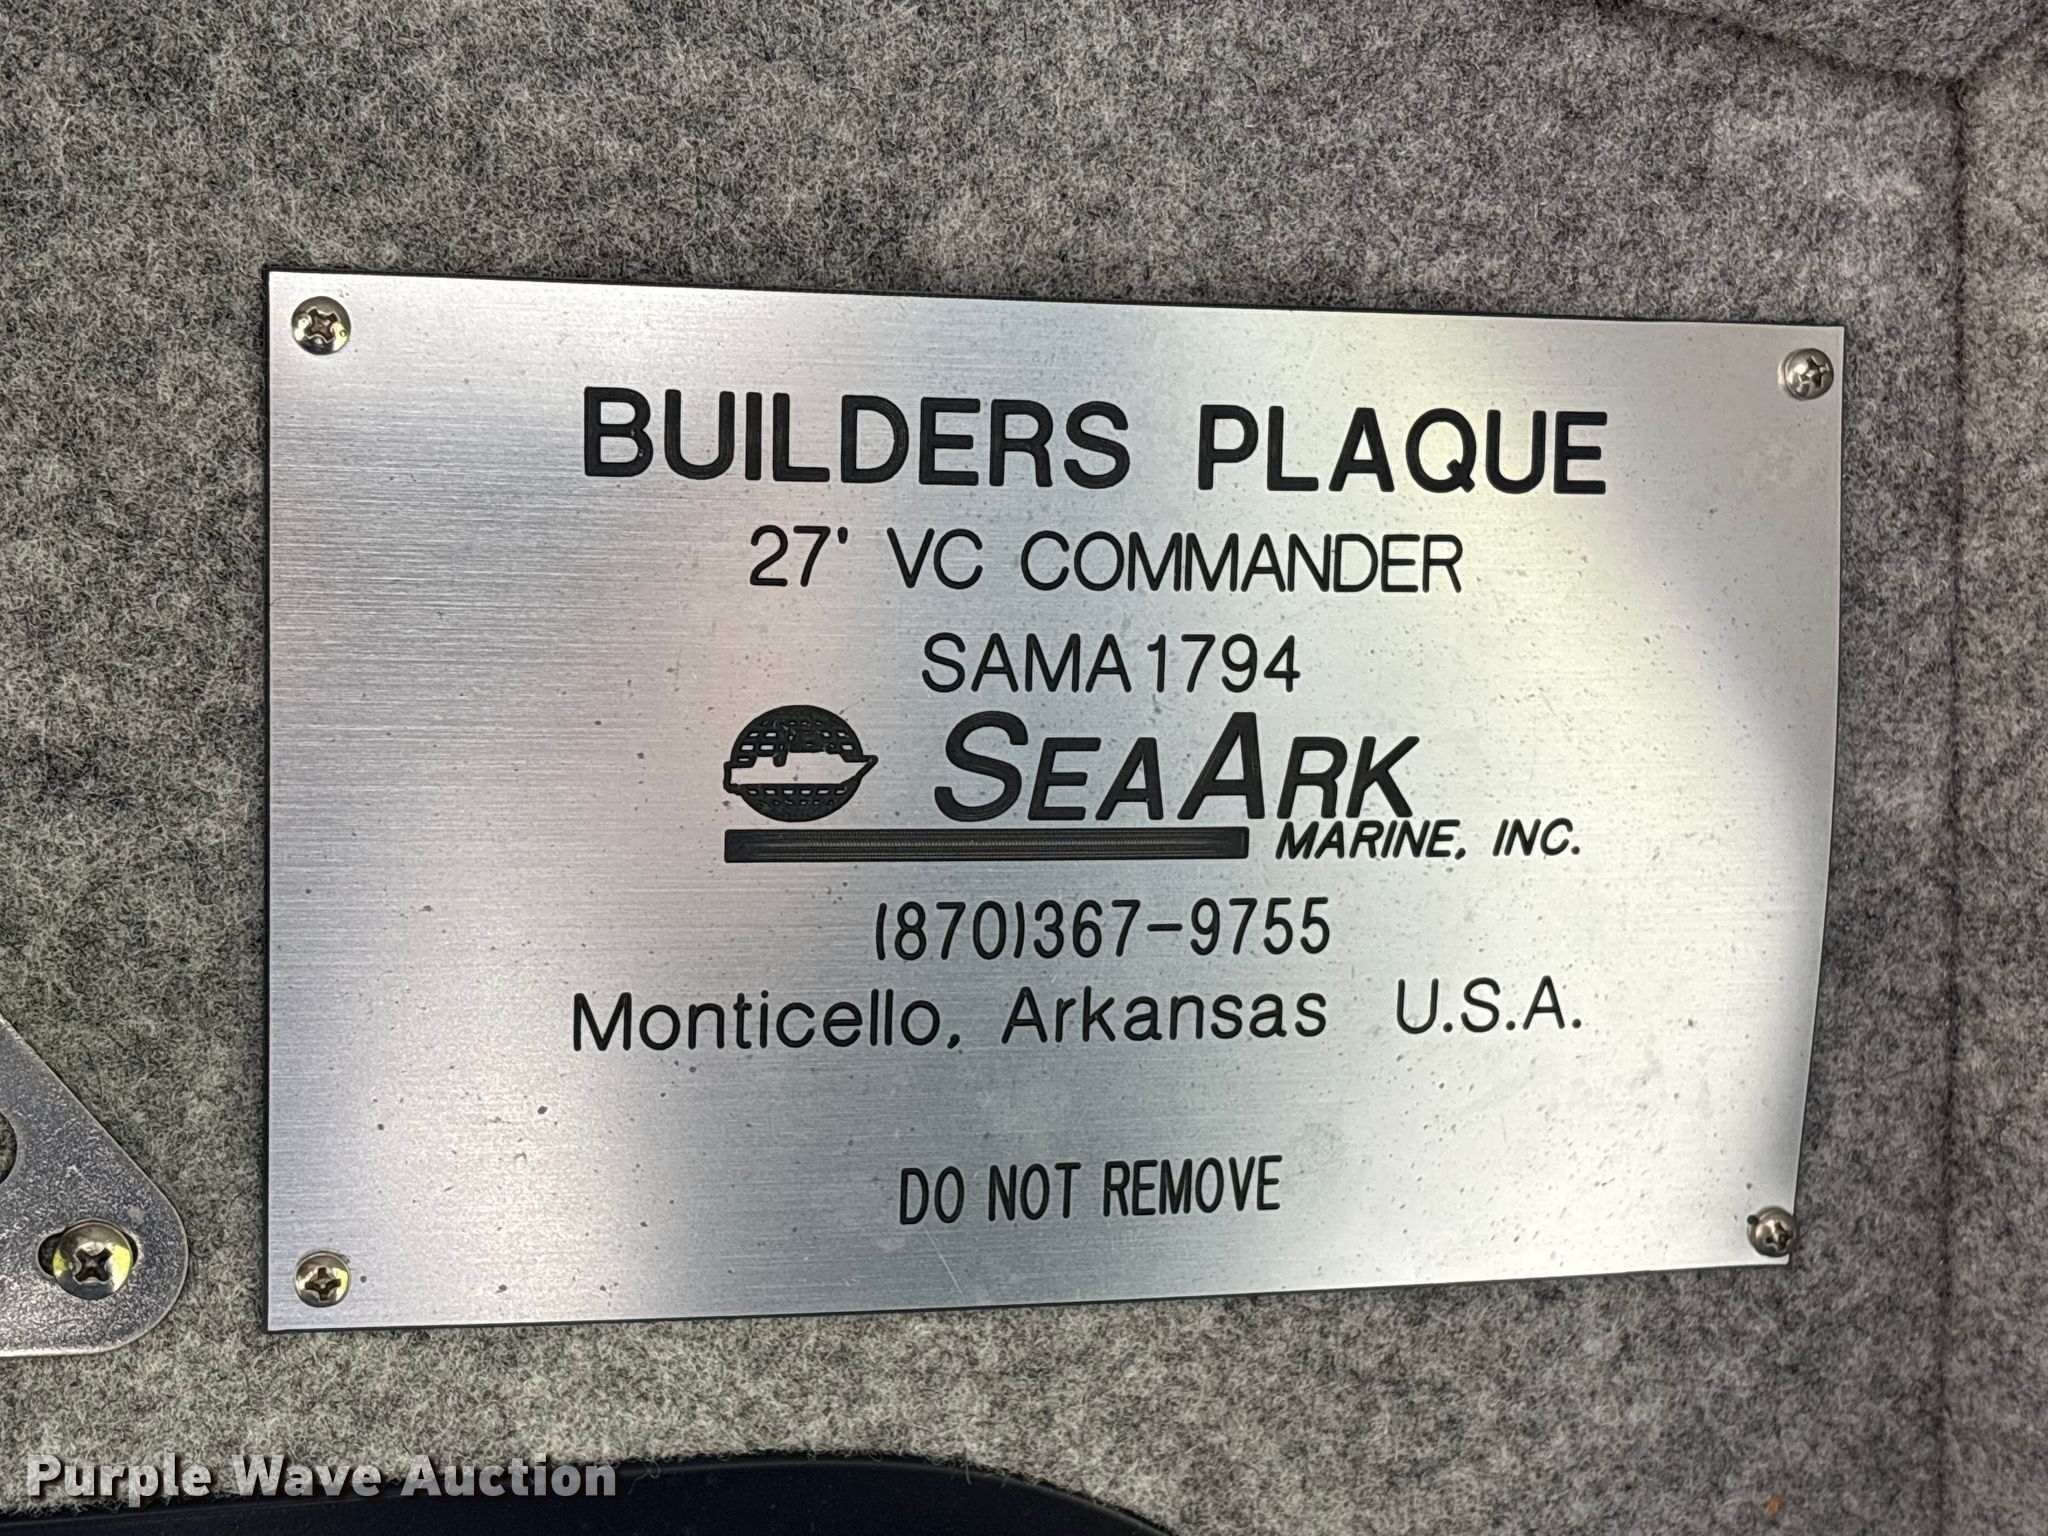 BUILDERS PLAQUE
27' VC COMMANDER
SAMA1794
SEAARK
MARINE, INC.
(870)367-9755
Monticello, Arkansas U.S.A.
DO NOT REMOVE
Purple Wave Auction